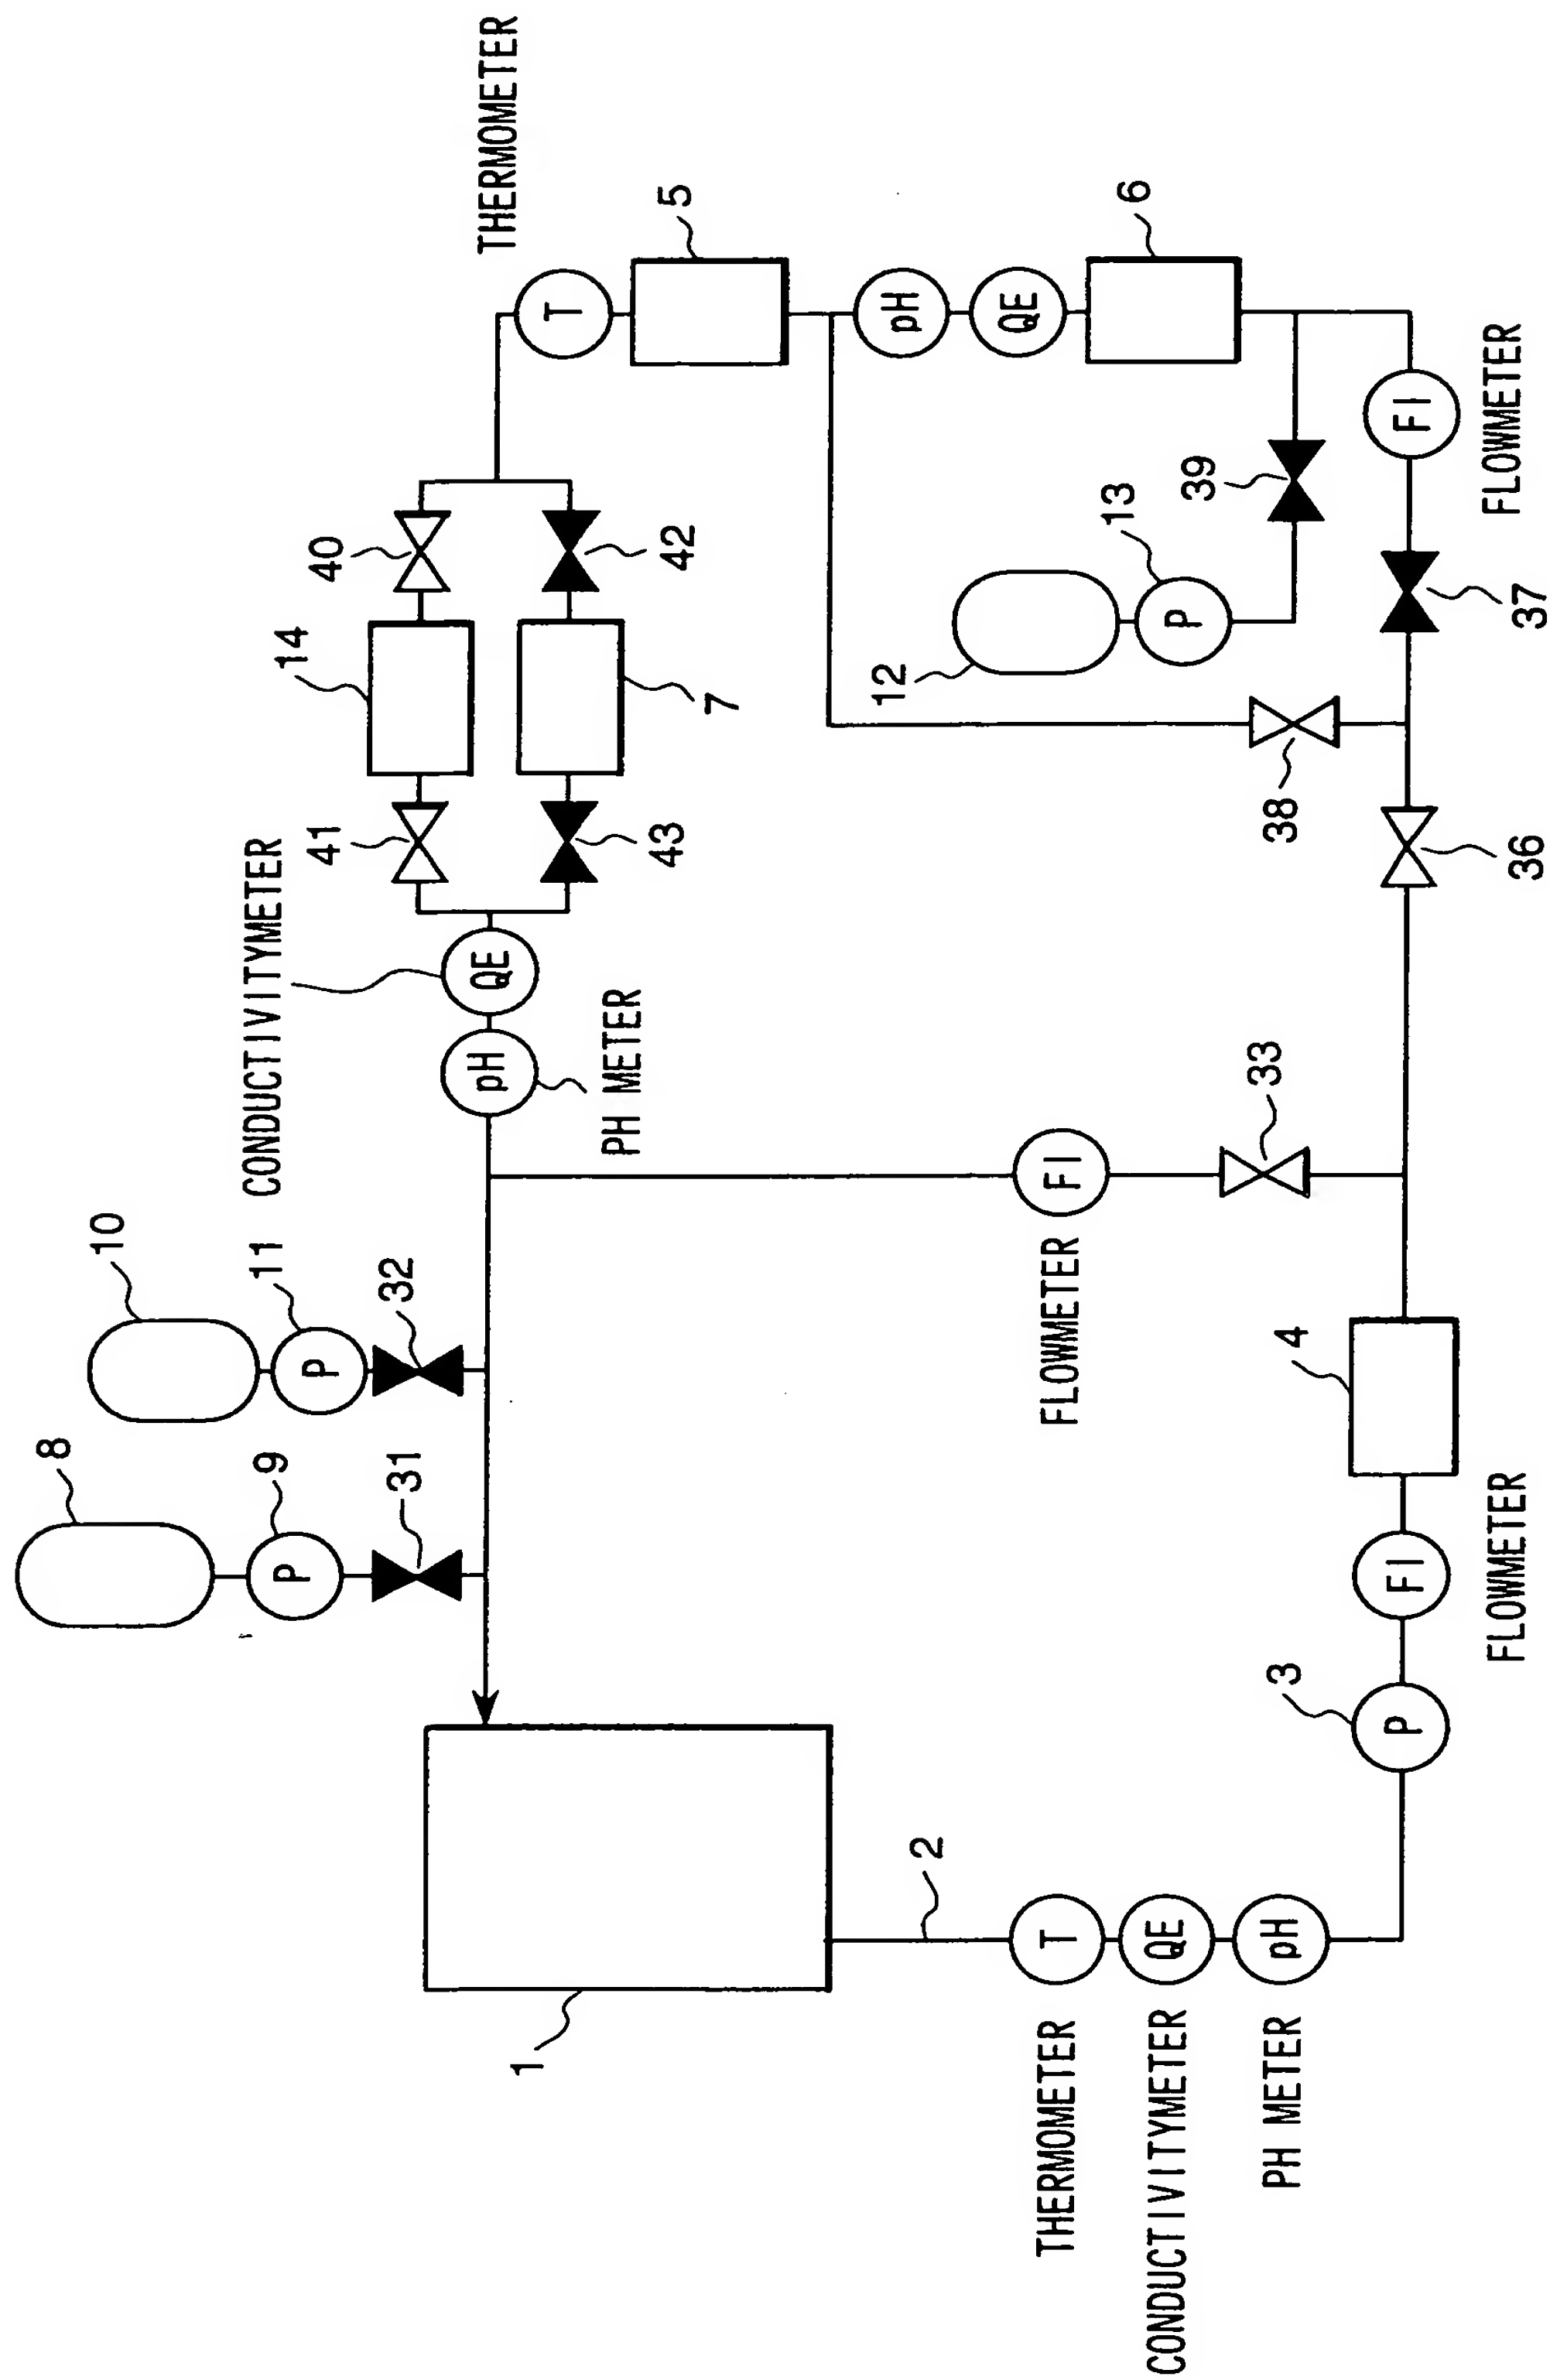 8
10
9
P
11
P
31
32
CONDUCTIVITYMETER
QE
pH
PH METER
41
14
40
43
7
42
THERMOMETER
T
5
pH
QE
6
12
13
P
39
1
2
THERMOMETER
T
CONDUCTIVITYMETER
QE
PH METER
pH
FLOWMETER
FI
33
38
3
P
FI
FLOWMETER
4
36
37
FI
FLOWMETER